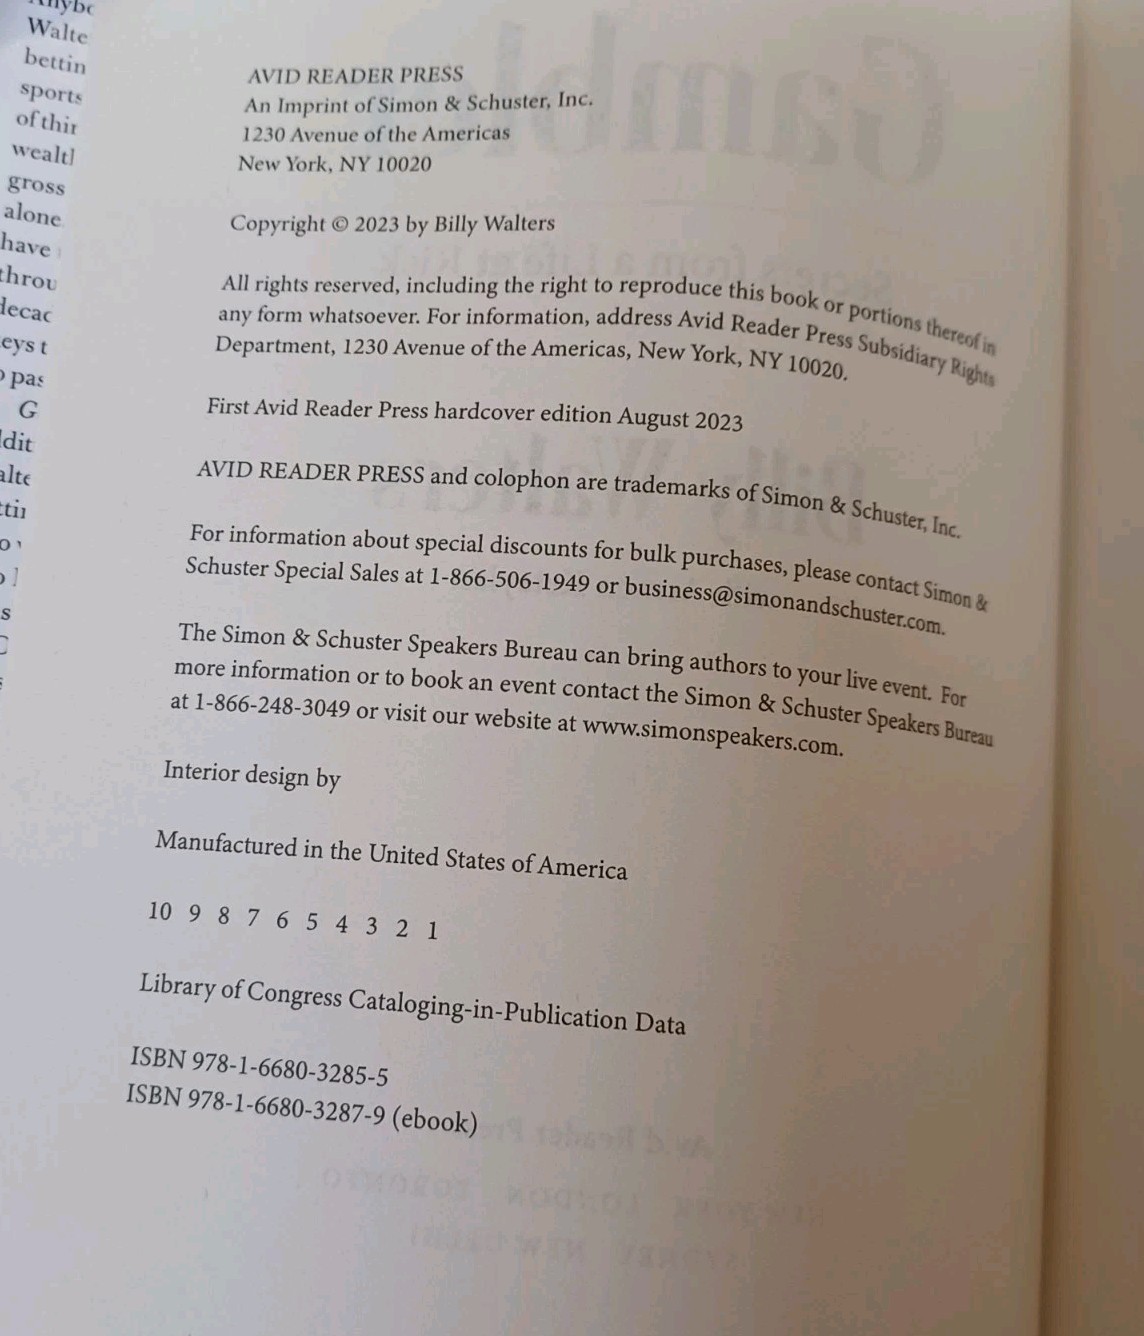 Walte
bettin
sports
of thir
wealtl
gross
alone
have
throu
decac
eys t
pas
G
dit
alte
AVID READER PRESS
An Imprint of Simon & Schuster, Inc.
1230 Avenue of the Americas
New York, NY 10020
Copyright © 2023 by Billy Walters
All rights reserved, including the right to reproduce this book or portions thereof in
any form whatsoever. For information, address Avid Reader Press Subsidiary Rights
Department, 1230 Avenue of the Americas, New York, NY 10020.
First Avid Reader Press hardcover edition August 2023
AVID READER PRESS and colophon are trademarks of Simon & Schuster, Inc.
For information about special discounts for bulk purchases, please contact Simon &
Schuster Special Sales at 1-866-506-1949 or business@simonandschuster.com.
The Simon & Schuster Speakers Bureau can bring authors to your live event. For
more information or to book an event contact the Simon & Schuster Speakers Bureau
at 1-866-248-3049 or visit our website at www.simonspeakers.com.
Interior design by
Manufactured in the United States of America
10 9 8 7 6 5 4 3 2 1
Library of Congress Cataloging-in-Publication Data
ISBN 978-1-6680-3285-5
ISBN 978-1-6680-3287-9 (ebook)